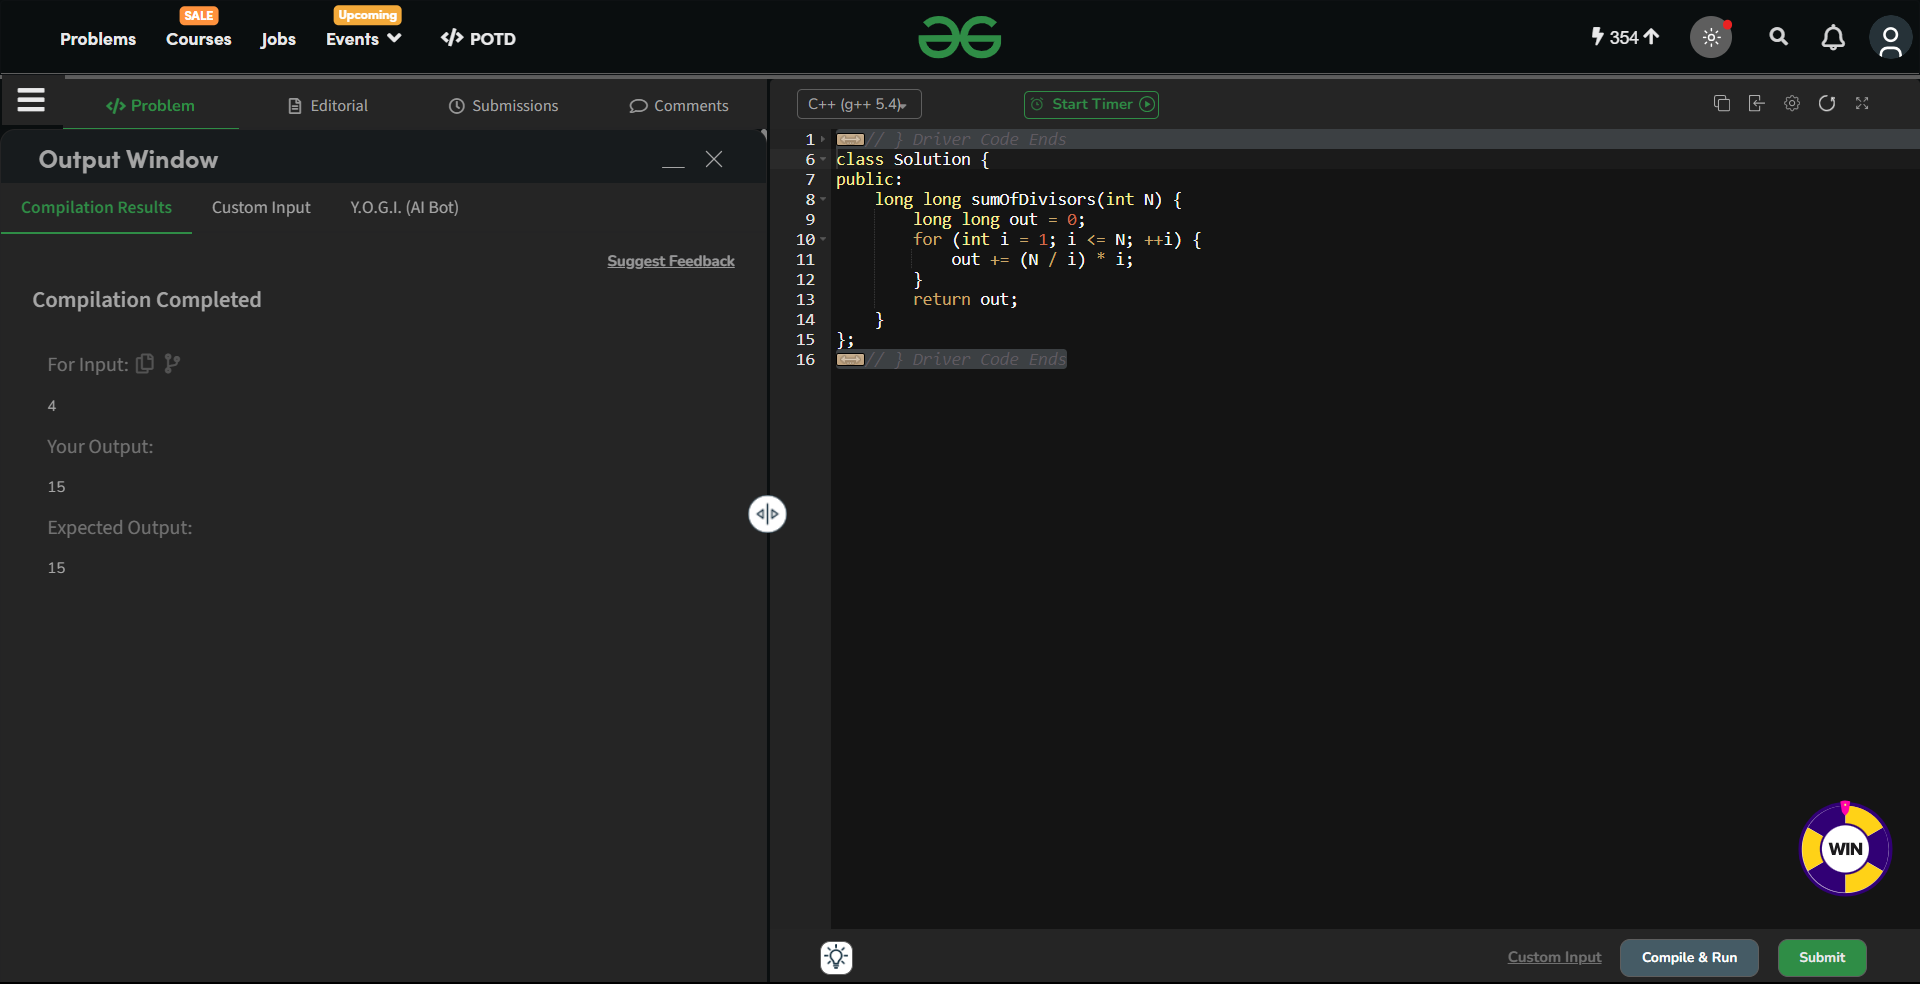 SALE
Upcoming
Problems Courses Jobs Events </> POTD
354
</> Problem Editorial Submissions Comments
Output Window
Compilation Results Custom Input Y.O.G.I. (AI Bot)
Suggest Feedback
Compilation Completed
For Input:
4
Your Output:
15
Expected Output:
15
C++ (g++ 5.4)
Start Timer
1 // } Driver Code Ends
6 class Solution {
7 public:
8     long long sumOfDivisors(int N) {
9         long long out = 0;
10         for (int i = 1; i <= N; ++i) {
11             out += (N / i) * i;
12         }
13         return out;
14     }
15 };
16 // } Driver Code Ends
WIN
Custom Input Compile & Run Submit